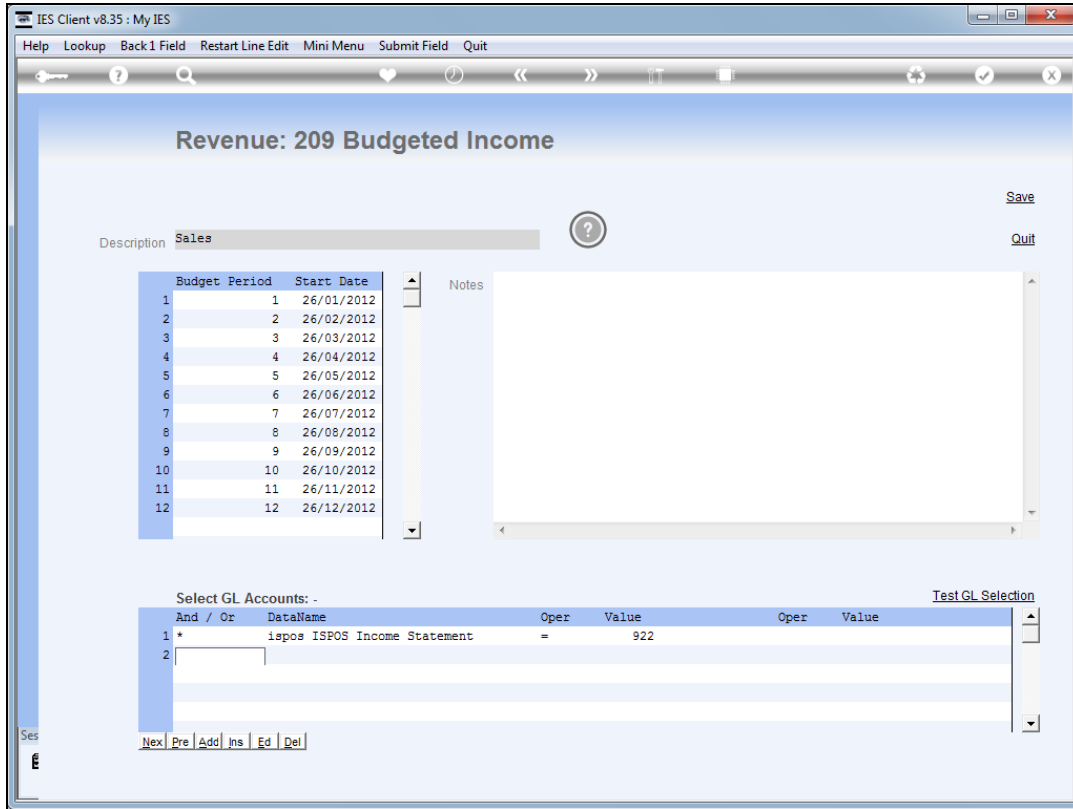 IES Client v8.35 : My IES
Help Lookup Back 1 Field Restart Line Edit Mini Menu Submit Field Quit
Revenue: 209 Budgeted Income
Save
Description Sales ? Quit
Budget Period Start Date Notes
1 1 26/01/2012
2 2 26/02/2012
3 3 26/03/2012
4 4 26/04/2012
5 5 26/05/2012
6 6 26/06/2012
7 7 26/07/2012
8 8 26/08/2012
9 9 26/09/2012
10 10 26/10/2012
11 11 26/11/2012
12 12 26/12/2012
Select GL Accounts: - Test GL Selection
And / Or DataName Oper Value Oper Value
1 * ispos ISPOS Income Statement = 922
2
Ses
Nex Pre Add Ins Ed Del